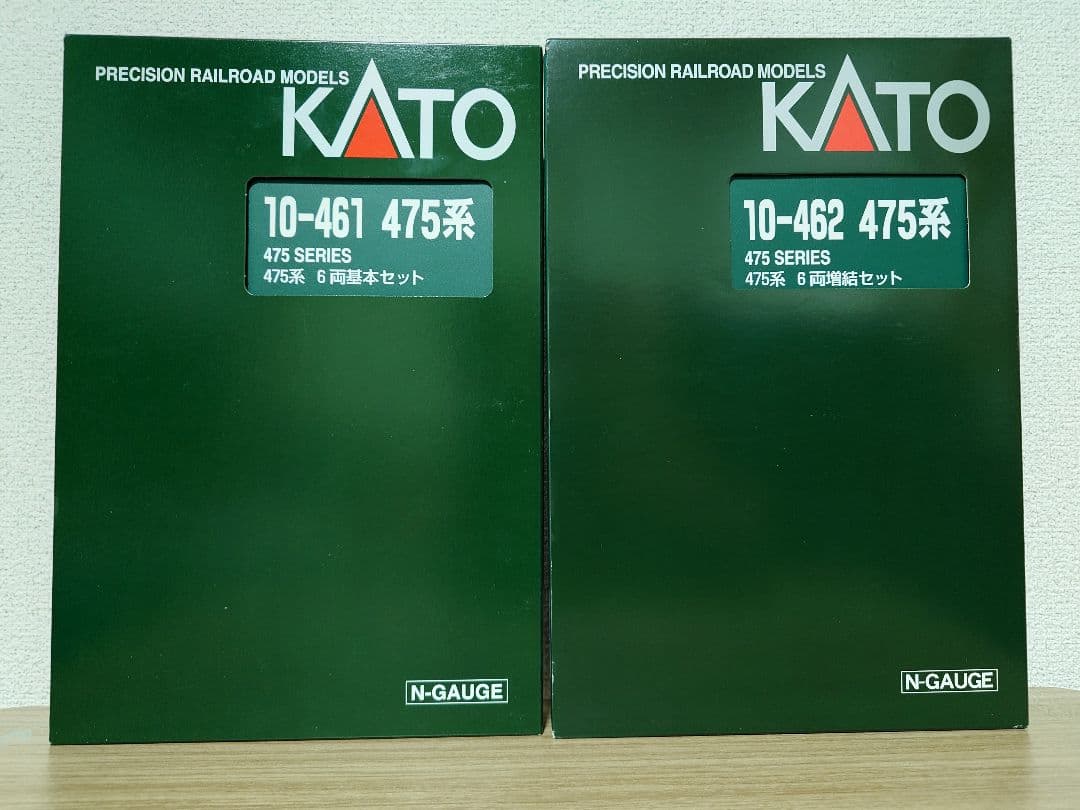 PRECISION RAILROAD MODELS
KATO
10-461 475系
475 SERIES
475系 6両基本セット
N-GAUGE
PRECISION RAILROAD MODELS
KATO
10-462 475系
475 SERIES
475系 6両増結セット
N-GAUGE